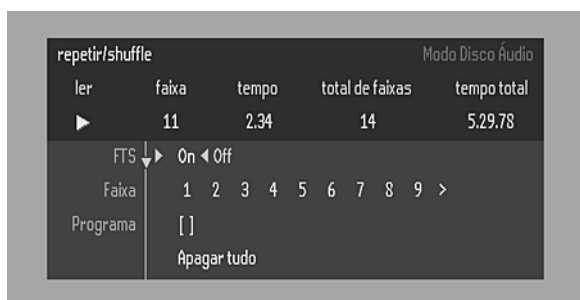 repetir/shuffle Modo Disco Áudio
ler faixa tempo total de faixas tempo total
11 2.34 14 5.29.78
FTS On Off
Faixa 1 2 3 4 5 6 7 8 9 >
Programa [ ]
Apagar tudo